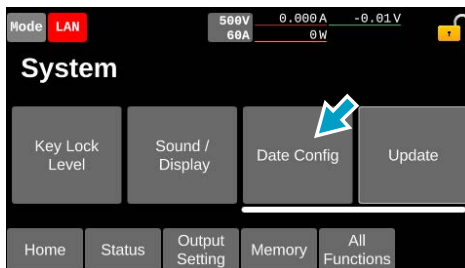 Mode LAN 500V 0.000A -0.01V
60A 0W
System
Key Lock
Level
Sound /
Display
Date Config
Update
Home
Status
Output
Setting
Memory
All
Functions